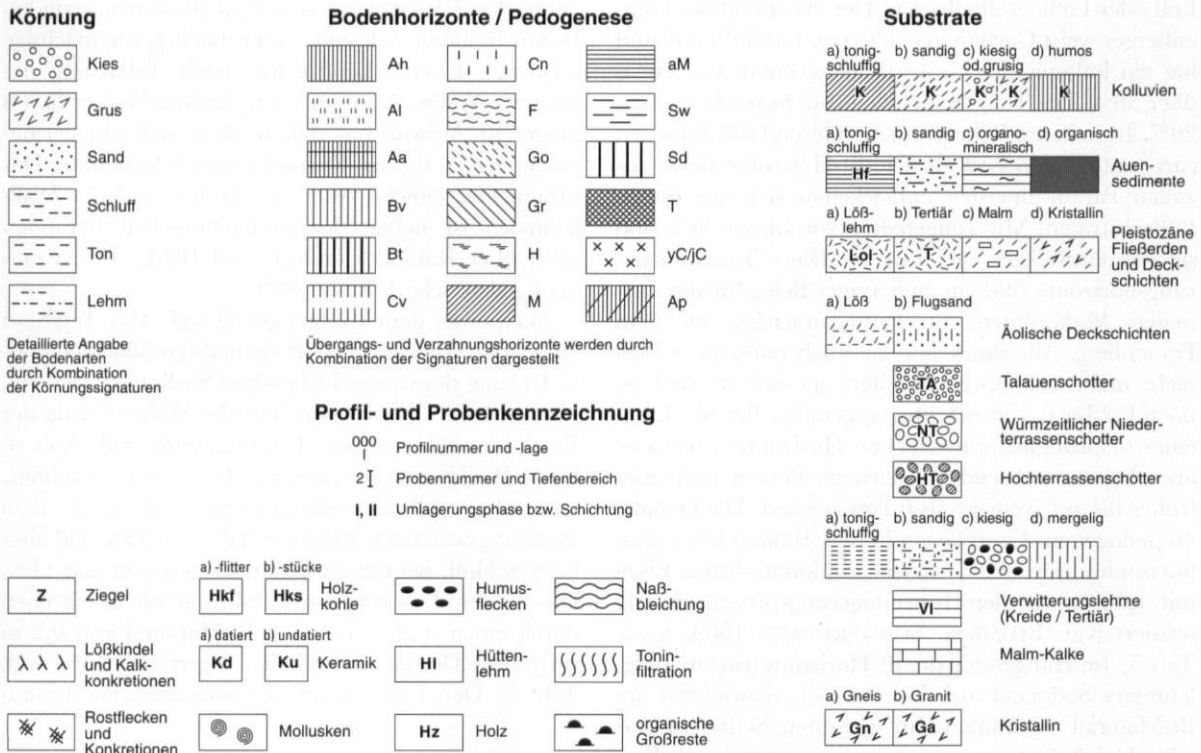 Körnung
Kies
Grus
Sand
Schluff
Ton
Lehm
Detaillierte Angabe
der Bodenarten
durch Kombination
der Körnungssignaturen
Bodenhorizonte / Pedogenese
Ah
Cn
aM
Al
F
Sw
Aa
Go
Sd
Bv
Gr
T
Bt
S
yC/jC
Cv
M
Ap
Übergangs- und Verzahnungshorizonte werden durch
Kombination der Signaturen dargestellt
Profil- und Probenkennzeichnung
000 Profilnummer und -lage
2 Probennummer und Tiefenbereich
I, II Umlagerungsphase bzw. Schichtung
Substrate
a) tonig-schluffig b) sandig c) kiesig od.grusig d) humos
K K K K
Kolluvien
a) tonig-schluffig b) sandig c) organo-mineralisch d) organisch
Hf
Auen-
sedimente
a) Löß-lehm b) Tertiär c) Malm d) Kristallin
Lol T
Pleistozäne
Fließerden
und Deck-
schichten
a) Löß b) Flugsand
Äolische Decken
TA Talauenschotter
NT Würmzeitlicher Nieder-
terrassenschotter
HT Hochterrassenschotter
a) tonig-schluffig b) sandig c) kiesig d) mergelig
Tertiär
Vl Verwitterungslehme
(Kreide / Tertiär)
Malm-Kalke
a) Gneis b) Granit
Gn Ga Kristallin
Z Ziegel
a) -flitter b) -stücke
Hkf Hks Holz-
kohle
Humus-
flecken
Naß-
bleichung
Lößkindel
und Kalk-
konkretionen
a) datiert b) undatiert
Kd Ku Keramik
Hl Hütten-
lehm
Tonin-
filtration
Rostflecken
und
Konkretionen
Mollusken
Hz Holz
organische
Großreste